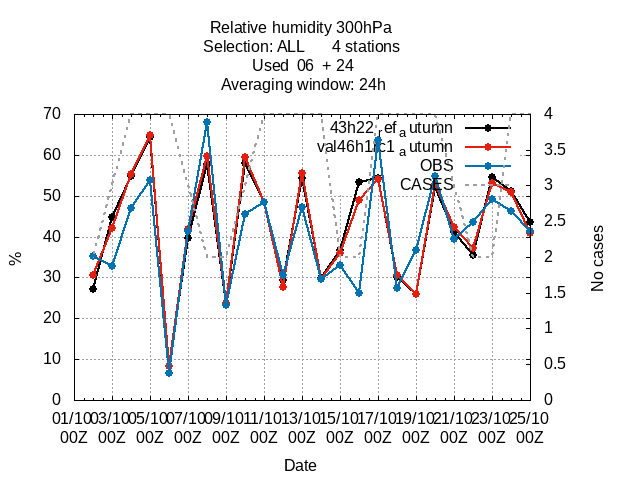 Relative humidity 300hPa
Selection: ALL 4 stations
Used 06 + 24
Averaging window: 24h
43h22_ref_autumn
val46h1rc1_autumn
OBS
CASES
70
60
50
40
30
20
10
0
%
4
3.5
3
2.5
2
1.5
1
0.5
0
No cases
01/10 03/10 05/10 07/10 09/10 11/10 13/10 15/10 17/10 19/10 21/10 23/10 25/10
00Z 00Z 00Z 00Z 00Z 00Z 00Z 00Z 00Z 00Z 00Z 00Z 00Z
Date